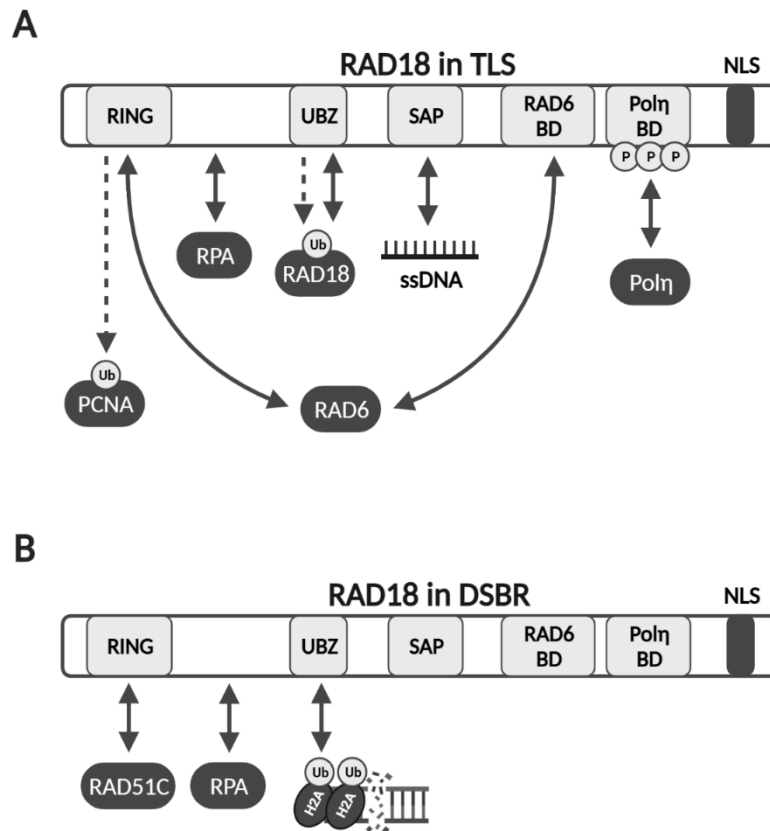 A
RAD18 in TLS
NLS
RING
UBZ
SAP
RAD6
BD
Polη
BD
P P P
RPA
Ub
RAD18
ssDNA
Polη
Ub
PCNA
RAD6
B
RAD18 in DSBR
NLS
RING
UBZ
SAP
RAD6
BD
Polη
BD
RAD51C
RPA
Ub Ub
H2A H2A